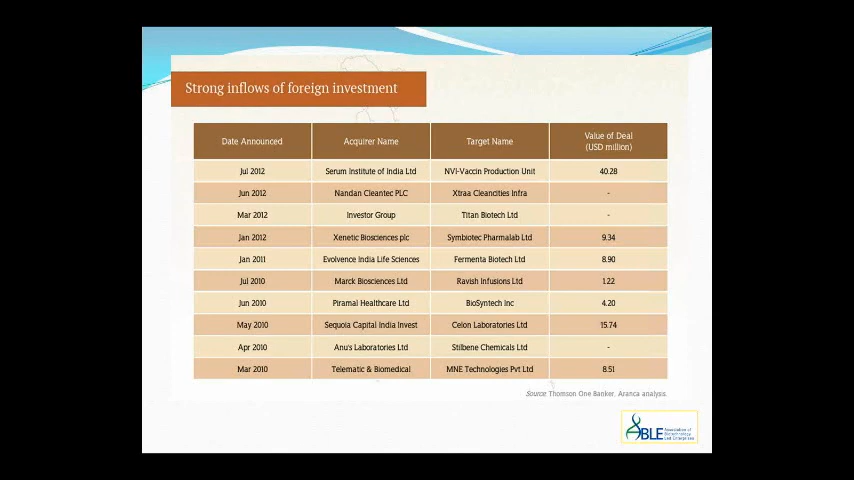 Strong inflows of foreign investment
Date Announced Acquirer Name Target Name Value of Deal
(USD million)
Jul 2012 Serum Institute of India Ltd NVI-Vaccin Production Unit 40.28
Jun 2012 Nandan Cleantec PLC Xtraa Cleancities Infra -
Mar 2012 Investor Group Titan Biotech Ltd -
Jan 2012 Xenetic Biosciences plc Symbiotec Pharmalab Ltd 9.34
Jan 2011 Evolvence India Life Sciences Fermenta Biotech Ltd 8.90
Jul 2010 Marck Biosciences Ltd Ravish Infusions Ltd 1.22
Jun 2010 Piramal Healthcare Ltd BioSyntech Inc 4.20
May 2010 Sequoia Capital India Invest Celon Laboratories Ltd 15.74
Apr 2010 Anu's Laboratories Ltd Stilbene Chemicals Ltd -
Mar 2010 Telematic & Biomedical MNE Technologies Pvt Ltd 8.51
Source: Thomson One Banker, Aranca analysis
ABLE Association of
Biotechnology
Led Enterprises